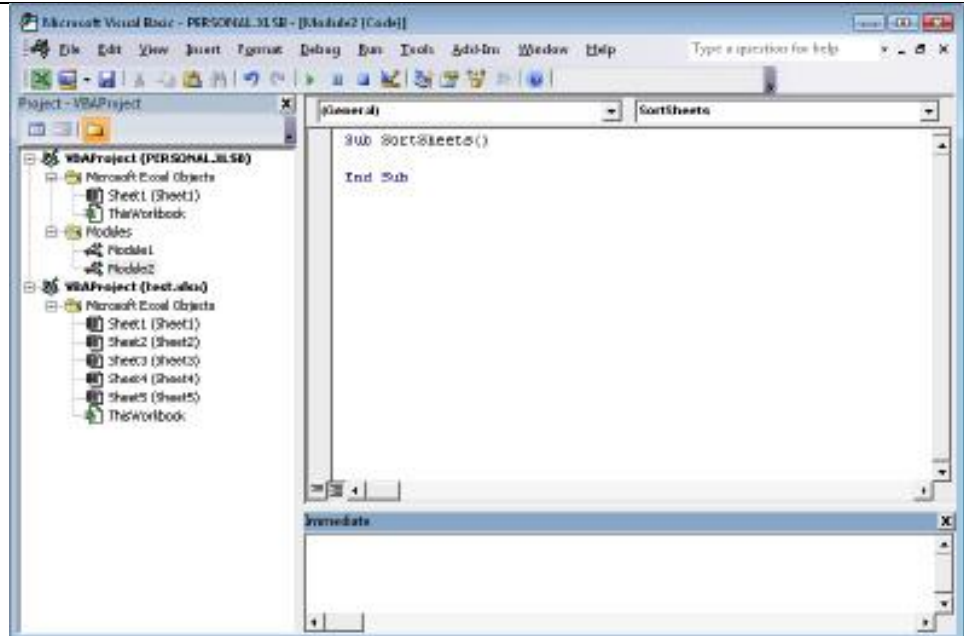 Microsoft Visual Basic - PERSONAL.XLSB - [Module2 (Code)]
File Edit View Insert Format Debug Run Tools Add-Ins Window Help Type a question for help
Project - VBAProject
(General) SortSheets
Sub SortSheets()
End Sub
VBAProject (PERSONAL.XLSB)
Microsoft Excel Objects
Sheet1 (Sheet1)
ThisWorkbook
Modules
Module1
Module2
VBAProject (test.xlsx)
Microsoft Excel Objects
Sheet1 (Sheet1)
Sheet2 (Sheet2)
Sheet3 (Sheet3)
Sheet4 (Sheet4)
Sheet5 (Sheet5)
ThisWorkbook
Immediate